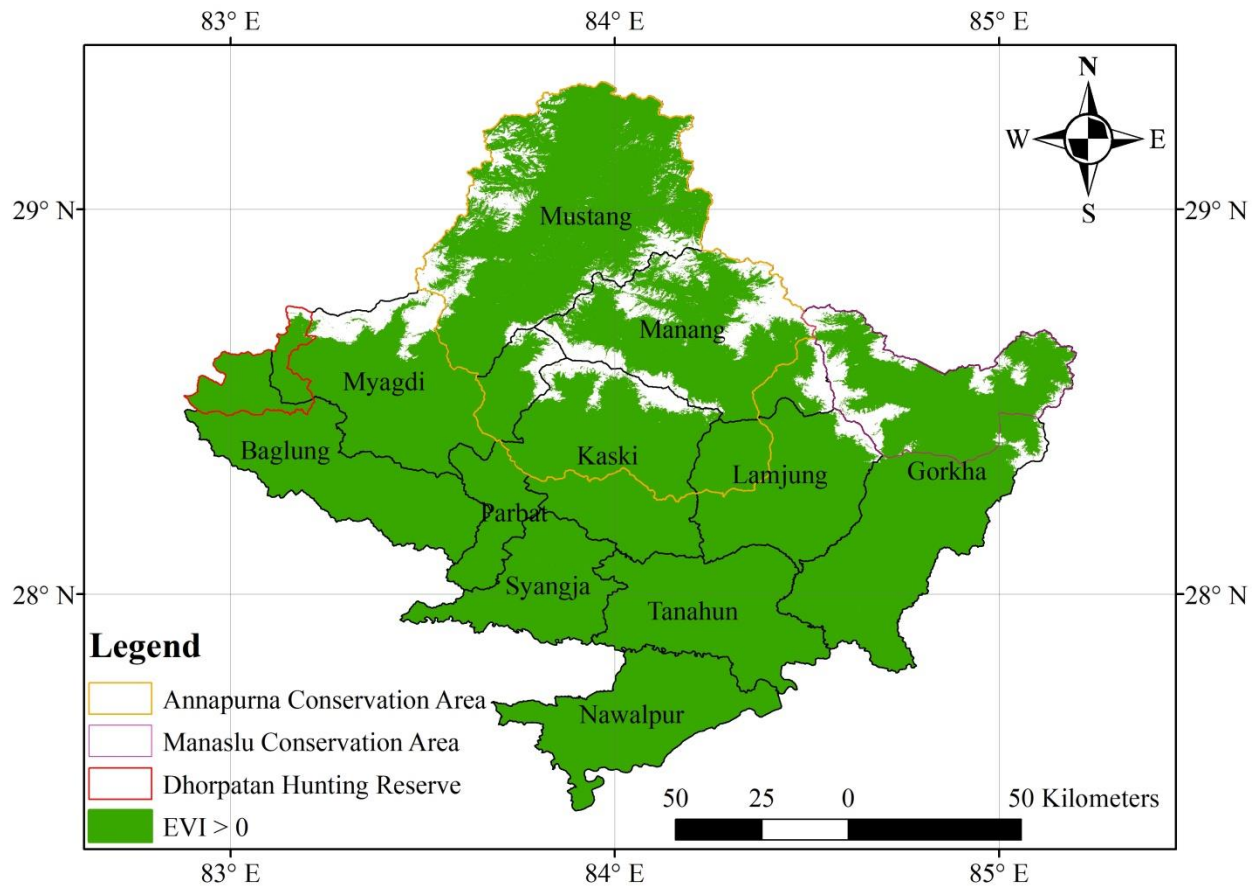 83° E 84° E 85° E
N
W E
S
29° N 29° N
Mustang
Manang
Myagdi
Baglung
Kaski
Lamjung
Gorkha
Parbat
Syangja
Tanahun
28° N 28° N
Nawalpur
Legend
Annapurna Conservation Area
Manaslu Conservation Area
Dhorpatan Hunting Reserve
EVI > 0
50 25 0 50 Kilometers
83° E 84° E 85° E